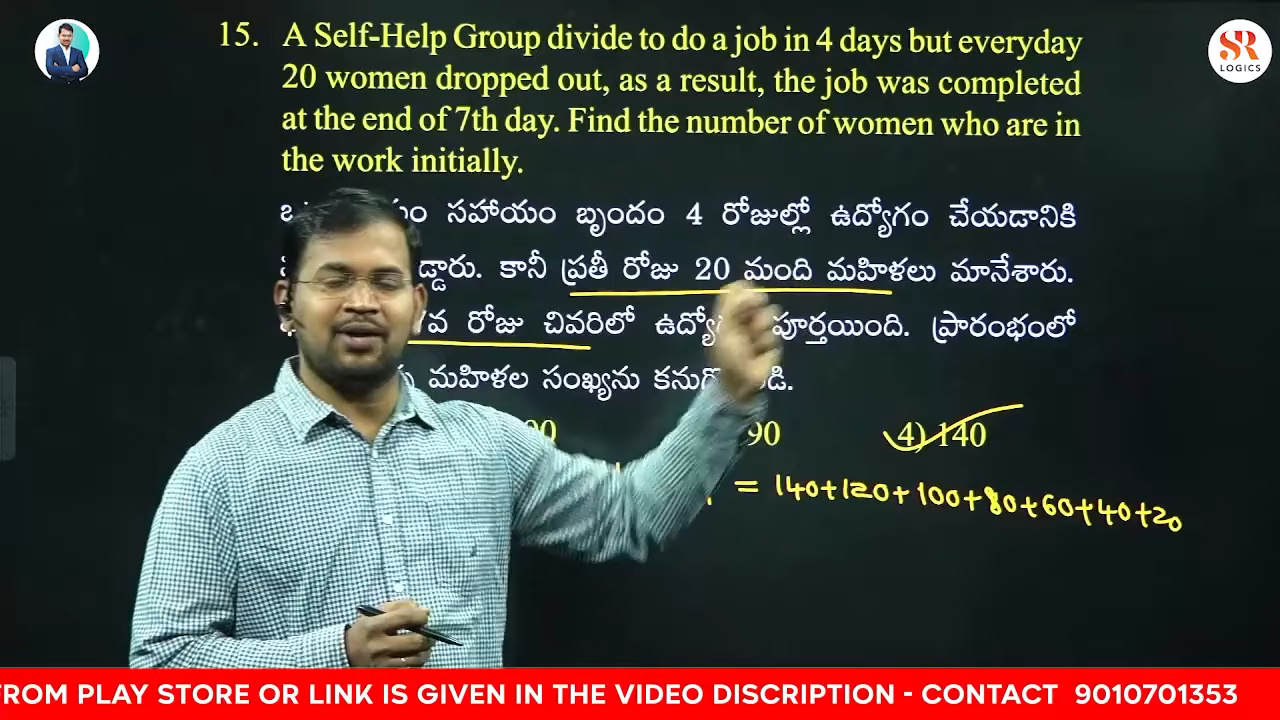 SR
LOGICS
15. A Self-Help Group divide to do a job in 4 days but everyday
20 women dropped out, as a result, the job was completed
at the end of 7th day. Find the number of women who are in
the work initially.
సహాయం బృందం 4 రోజుల్లో ఉద్యోగం చేయడానికి
కానీ ప్రతీ రోజు 20 మంది మహిళలు మానేశారు.
రోజు చివరిలో పూర్తయింది. ప్రారంభంలో
మహిళల సంఖ్యను
90 4) 140
= 140+120+100+80+60+40+20
FROM PLAY STORE OR LINK IS GIVEN IN THE VIDEO DISCRIPTION - CONTACT 9010701353